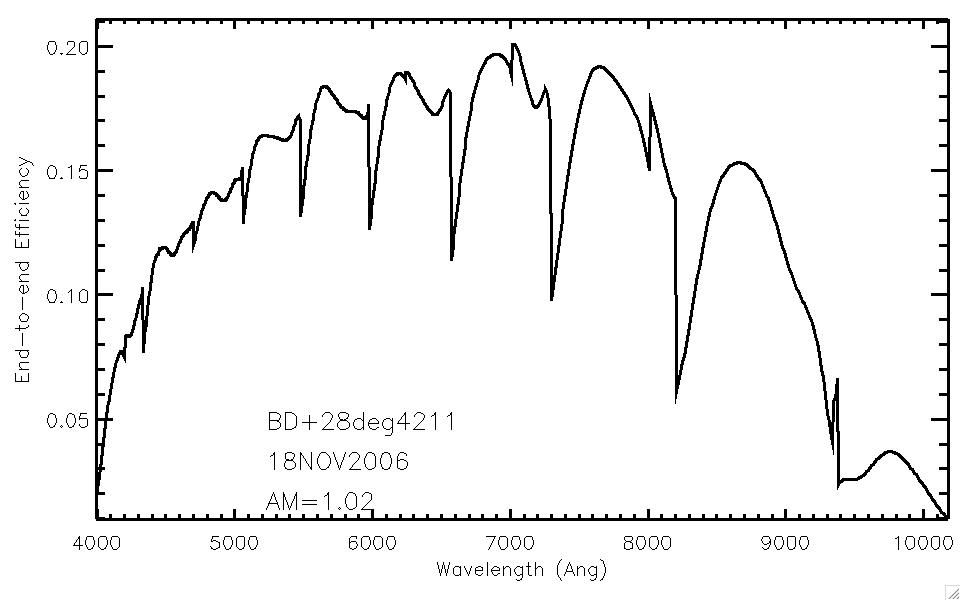 0.20
0.15
0.10
0.05
End-to-end Efficiency
BD+28deg4211
18NOV2006
AM=1.02
4000 5000 6000 7000 8000 9000 10000
Wavelength (Ang)